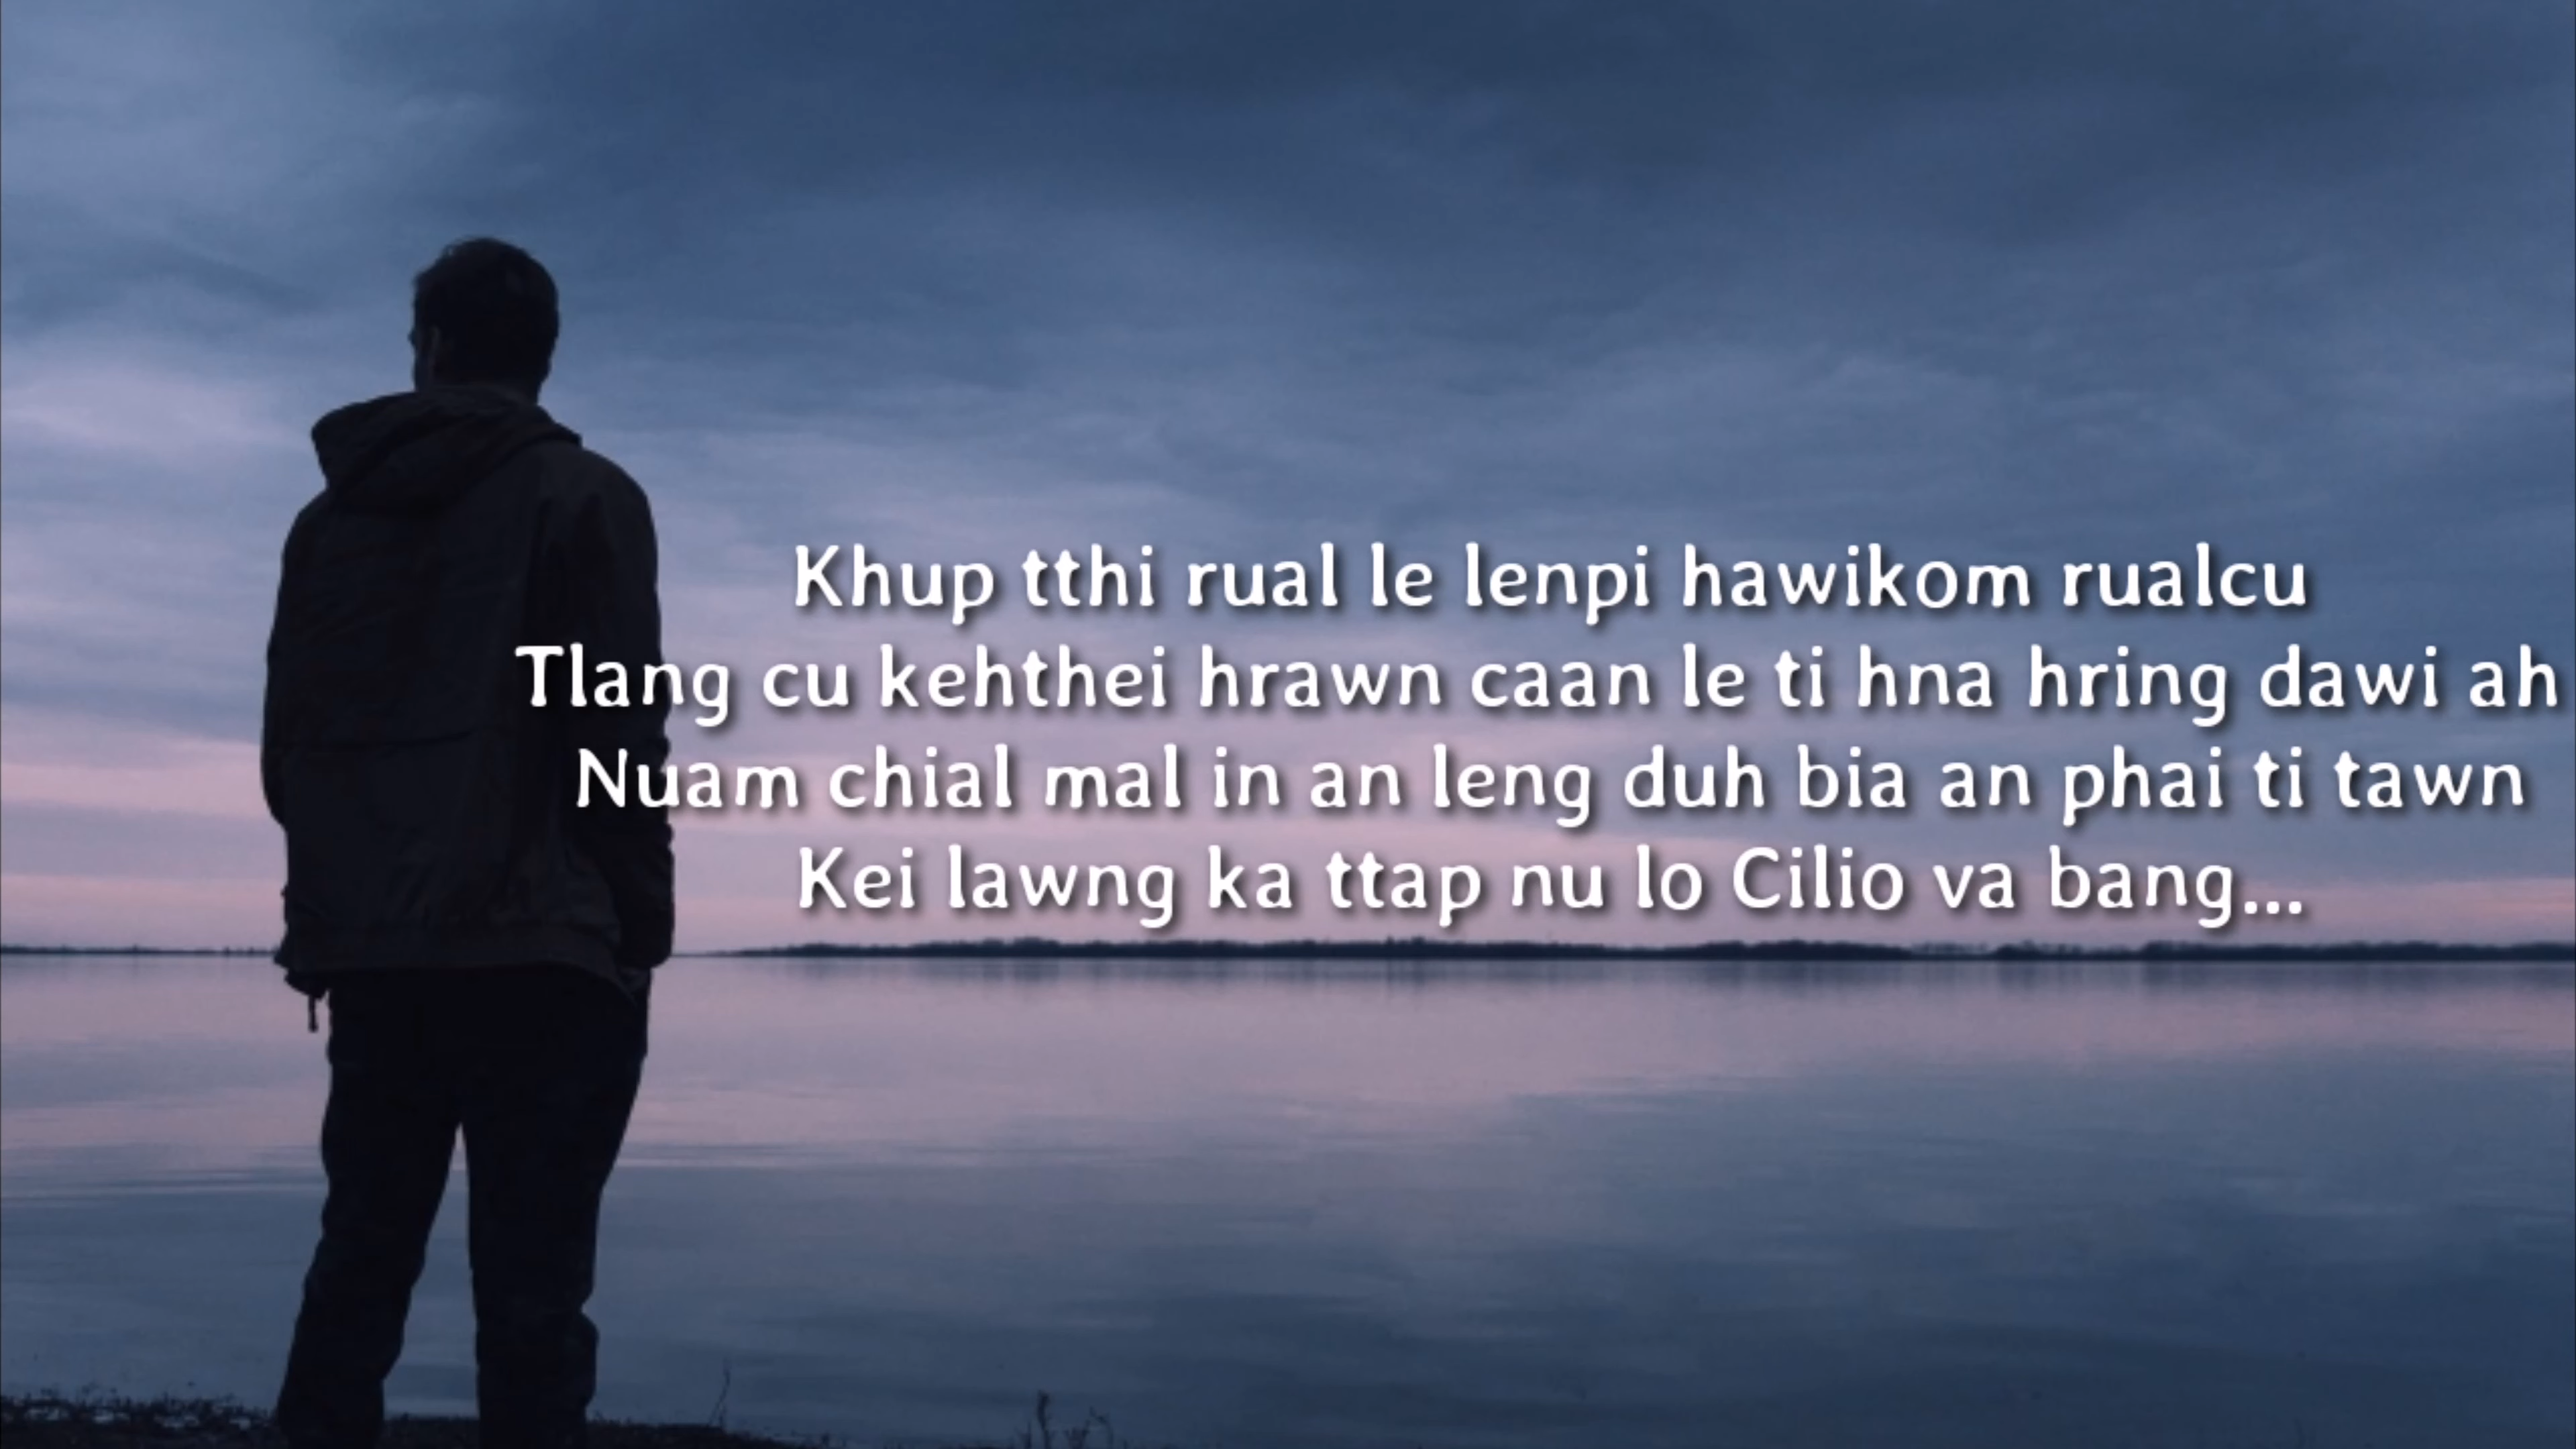 Khup tthi rual le lenpi hawikom rualcu
Tlang cu kehthei hrawn caan le ti hna hring dawi ah
Nuam chial mal in an leng duh bia an phai ti tawn
Kei lawng ka ttap nu lo Cilio va bang...